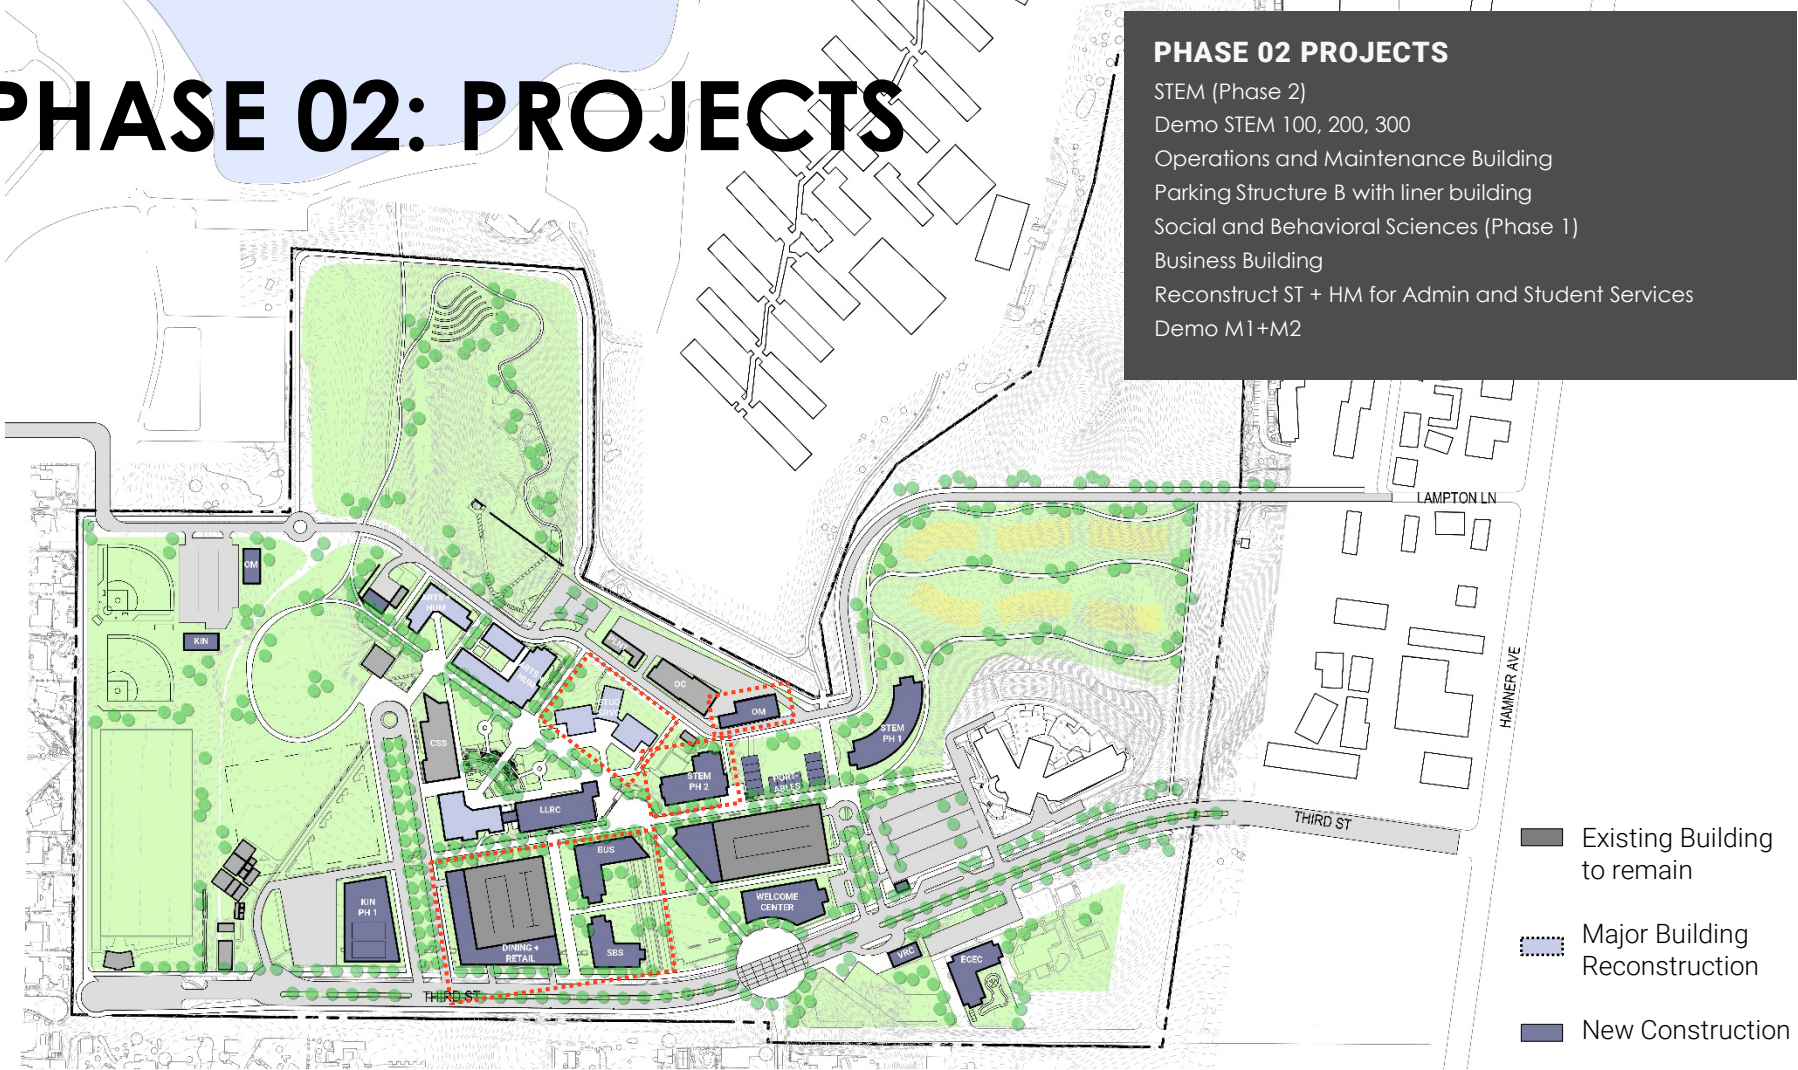 PHASE 02: PROJECTS
PHASE 02 PROJECTS
STEM (Phase 2)
Demo STEM 100, 200, 300
Operations and Maintenance Building
Parking Structure B with liner building
Social and Behavioral Sciences (Phase 1)
Business Building
Reconstruct ST + HM for Admin and Student Services
Demo M1+M2
LAMPTON LN
HAMNER AVE
THIRD ST
OM
KIN
HUM
HUM
OC
OM
STEM
PH 1
CSS
STEM
PH 2
LLRC
BUS
KIN
PH 1
WELCOME
CENTER
DINING +
RETAIL
SBS
VRC
ECEC
THIRD ST
Existing Building
to remain
Major Building
Reconstruction
New Construction